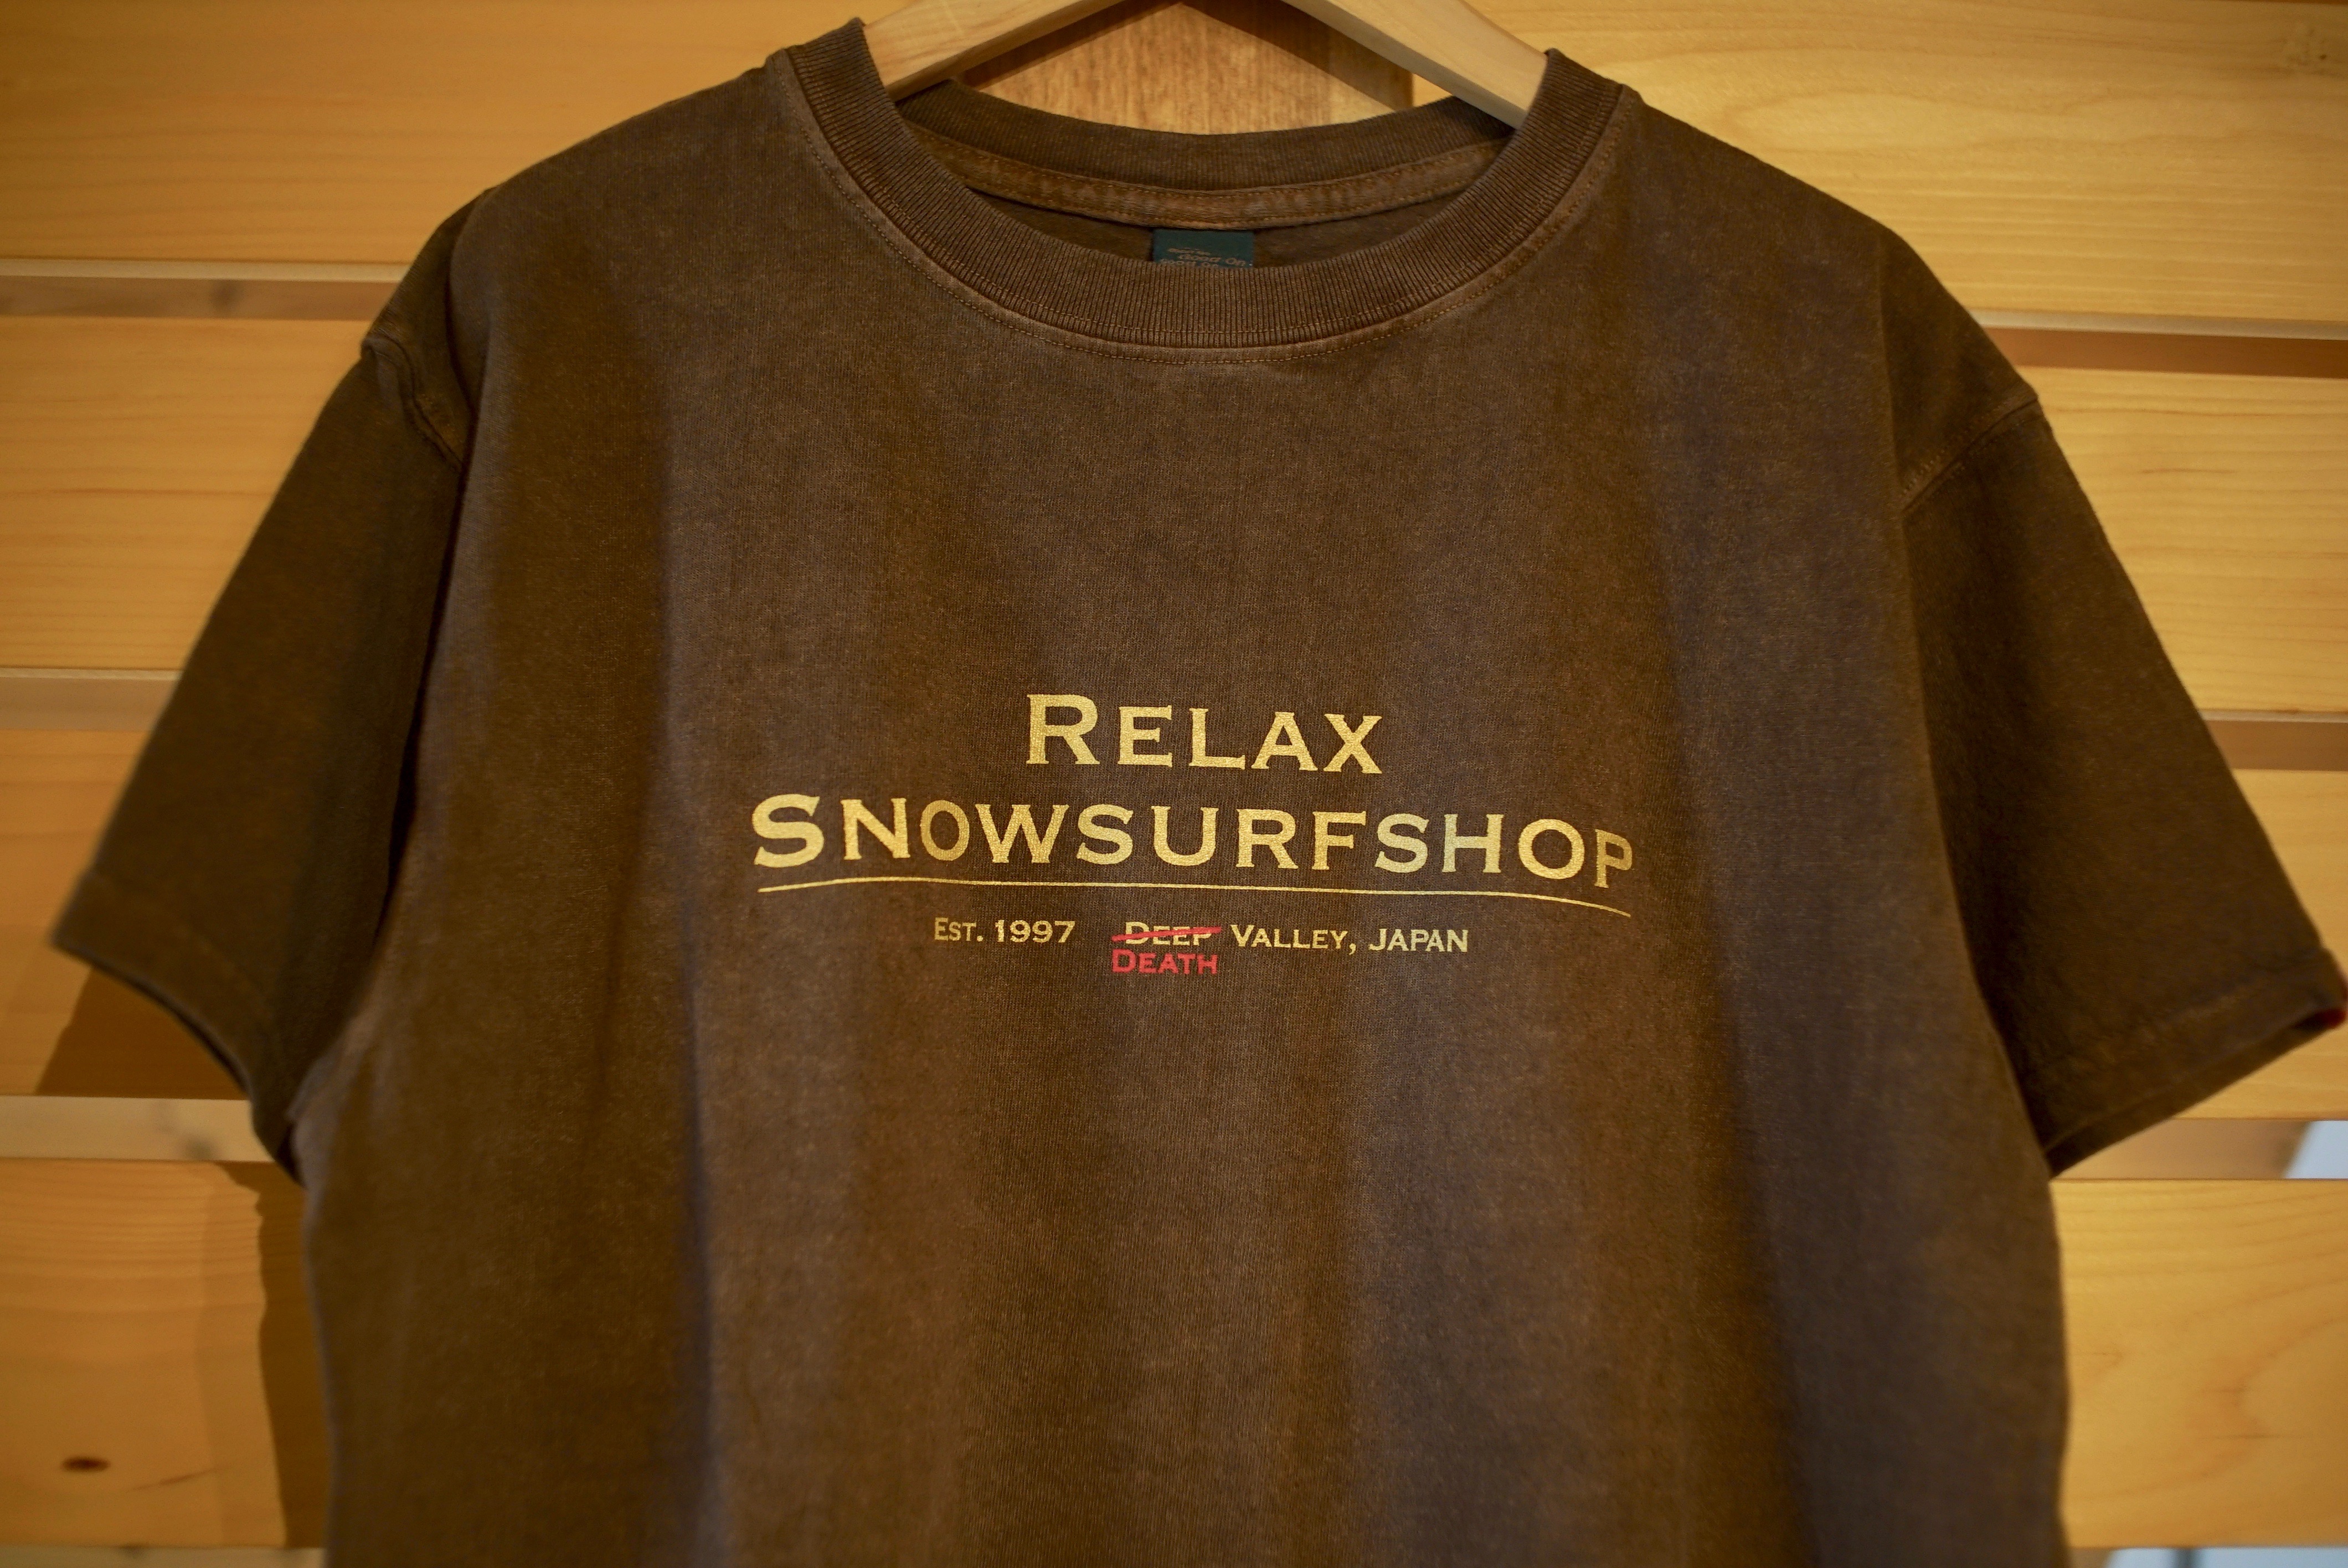 RELAX
SNOWSURFSHOP
EST. 1997 DEEP VALLEY, JAPAN
DEATH